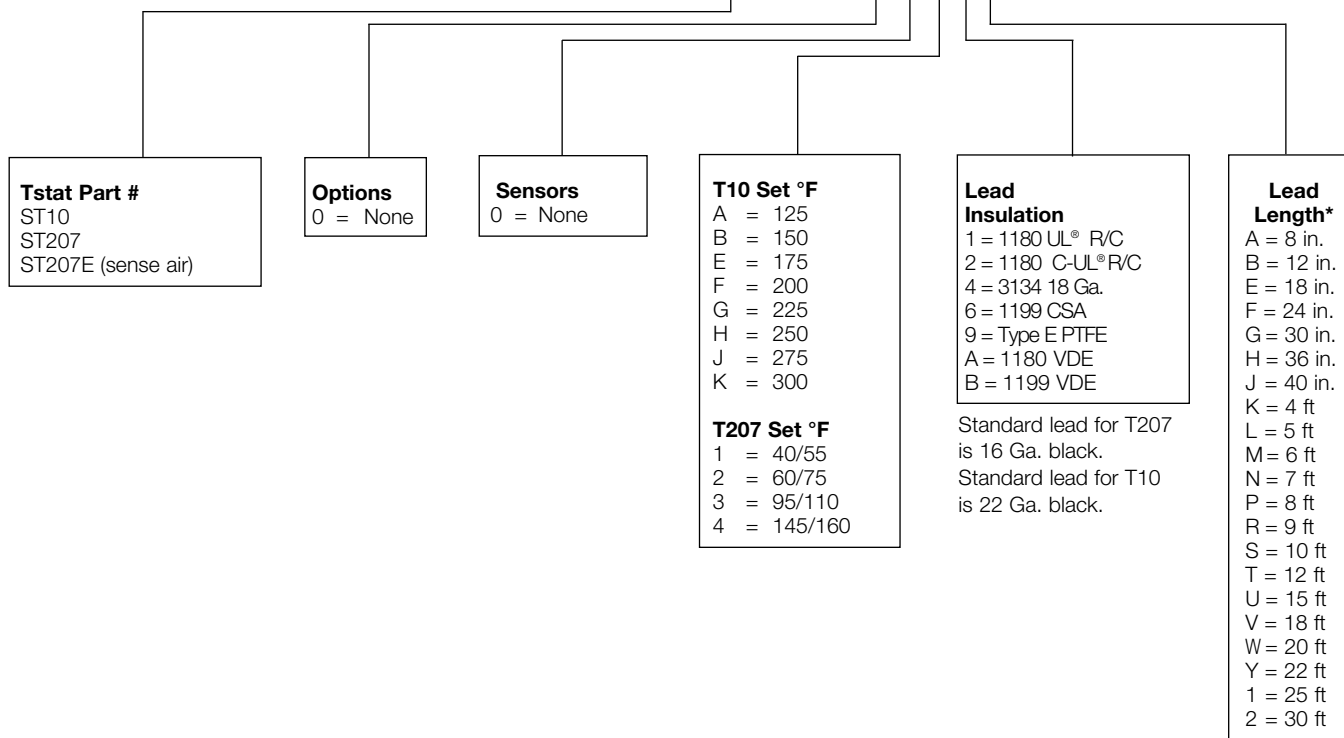 Tstat Part #
ST10
ST207
ST207E (sense air)
Options
0 = None
Sensors
0 = None
T10 Set °F
A = 125
B = 150
E = 175
F = 200
G = 225
H = 250
J = 275
K = 300
T207 Set °F
1 = 40/55
2 = 60/75
3 = 95/110
4 = 145/160
Lead
Insulation
1 = 1180 UL® R/C
2 = 1180 C-UL® R/C
4 = 3134 18 Ga.
6 = 1199 CSA
9 = Type E PTFE
A = 1180 VDE
B = 1199 VDE
Standard lead for T207
is 16 Ga. black.
Standard lead for T10
is 22 Ga. black.
Lead
Length*
A = 8 in.
B = 12 in.
E = 18 in.
F = 24 in.
G = 30 in.
H = 36 in.
J = 40 in.
K = 4 ft
L = 5 ft
M = 6 ft
N = 7 ft
P = 8 ft
R = 9 ft
S = 10 ft
T = 12 ft
U = 15 ft
V = 18 ft
W = 20 ft
Y = 22 ft
1 = 25 ft
2 = 30 ft